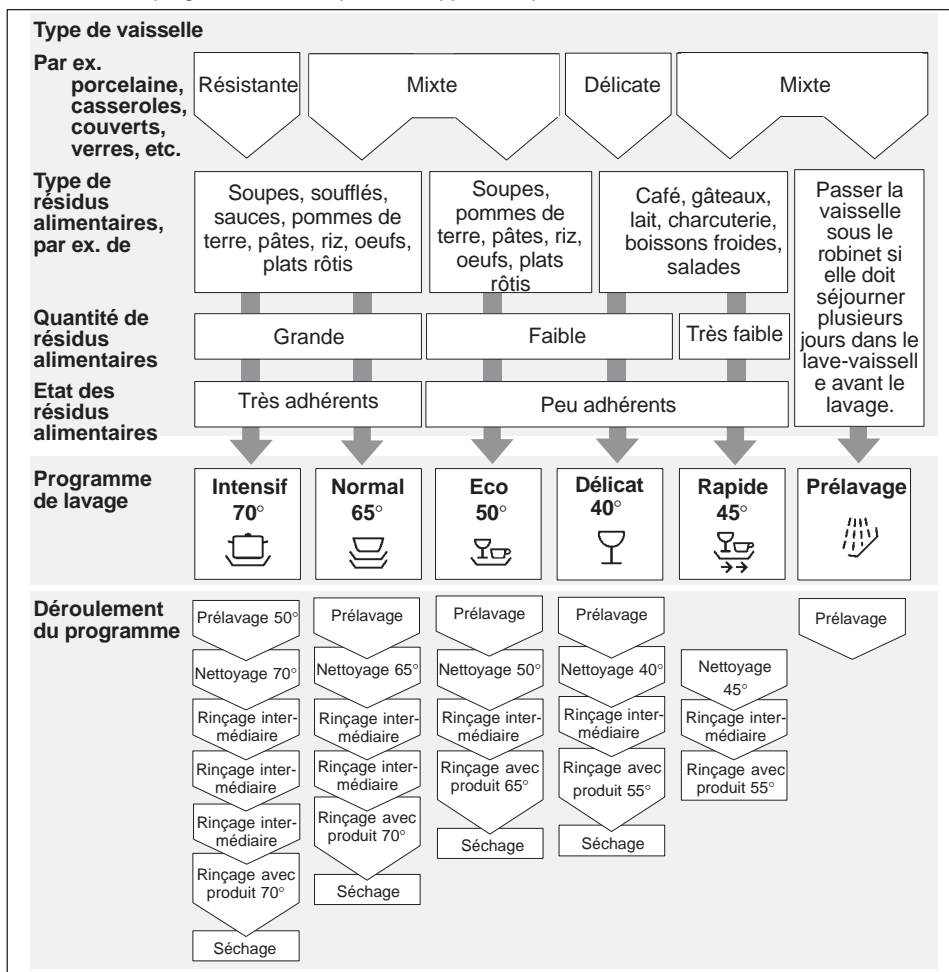 Type de vaisselle
Par ex.
porcelaine,
casseroles,
couverts,
verres, etc.
Résistante
Mixte
Délicate
Mixte
Type de
résidus
alimentaires,
par ex. de
Soupes, soufflés,
sauces, pommes de
terre, pâtes, riz, oeufs,
plats rôtis
Soupes,
pommes de
terre, pâtes, riz,
oeufs, plats
rôtis
Café, gâteaux,
lait, charcuterie,
boissons froides,
salades
Passer la
vaisselle
sous le
robinet si
elle doit
séjourner
plusieurs
jours dans le
lave-vaissell
e avant le
lavage.
Quantité de
résidus
alimentaires
Grande
Faible
Très faible
Etat des
résidus
alimentaires
Très adhérents
Peu adhérents
Programme
de lavage
Intensif
70°
Normal
65°
Eco
50°
Délicat
40°
Rapide
45°
Prélavage
Déroulement
du programme
Prélavage 50°
Nettoyage 70°
Rinçage inter-
médiaire
Rinçage inter-
médiaire
Rinçage inter-
médiaire
Rinçage avec
produit 70°
Séchage
Prélavage
Nettoyage 65°
Rinçage inter-
médiaire
Rinçage inter-
médiaire
Rinçage avec
produit 70°
Séchage
Prélavage
Nettoyage 50°
Rinçage inter-
médiaire
Rinçage avec
produit 65°
Séchage
Prélavage
Nettoyage 40°
Rinçage inter-
médiaire
Rinçage avec
produit 55°
Séchage
Nettoyage
45°
Rinçage inter-
médiaire
Rinçage avec
produit 55°
Prélavage